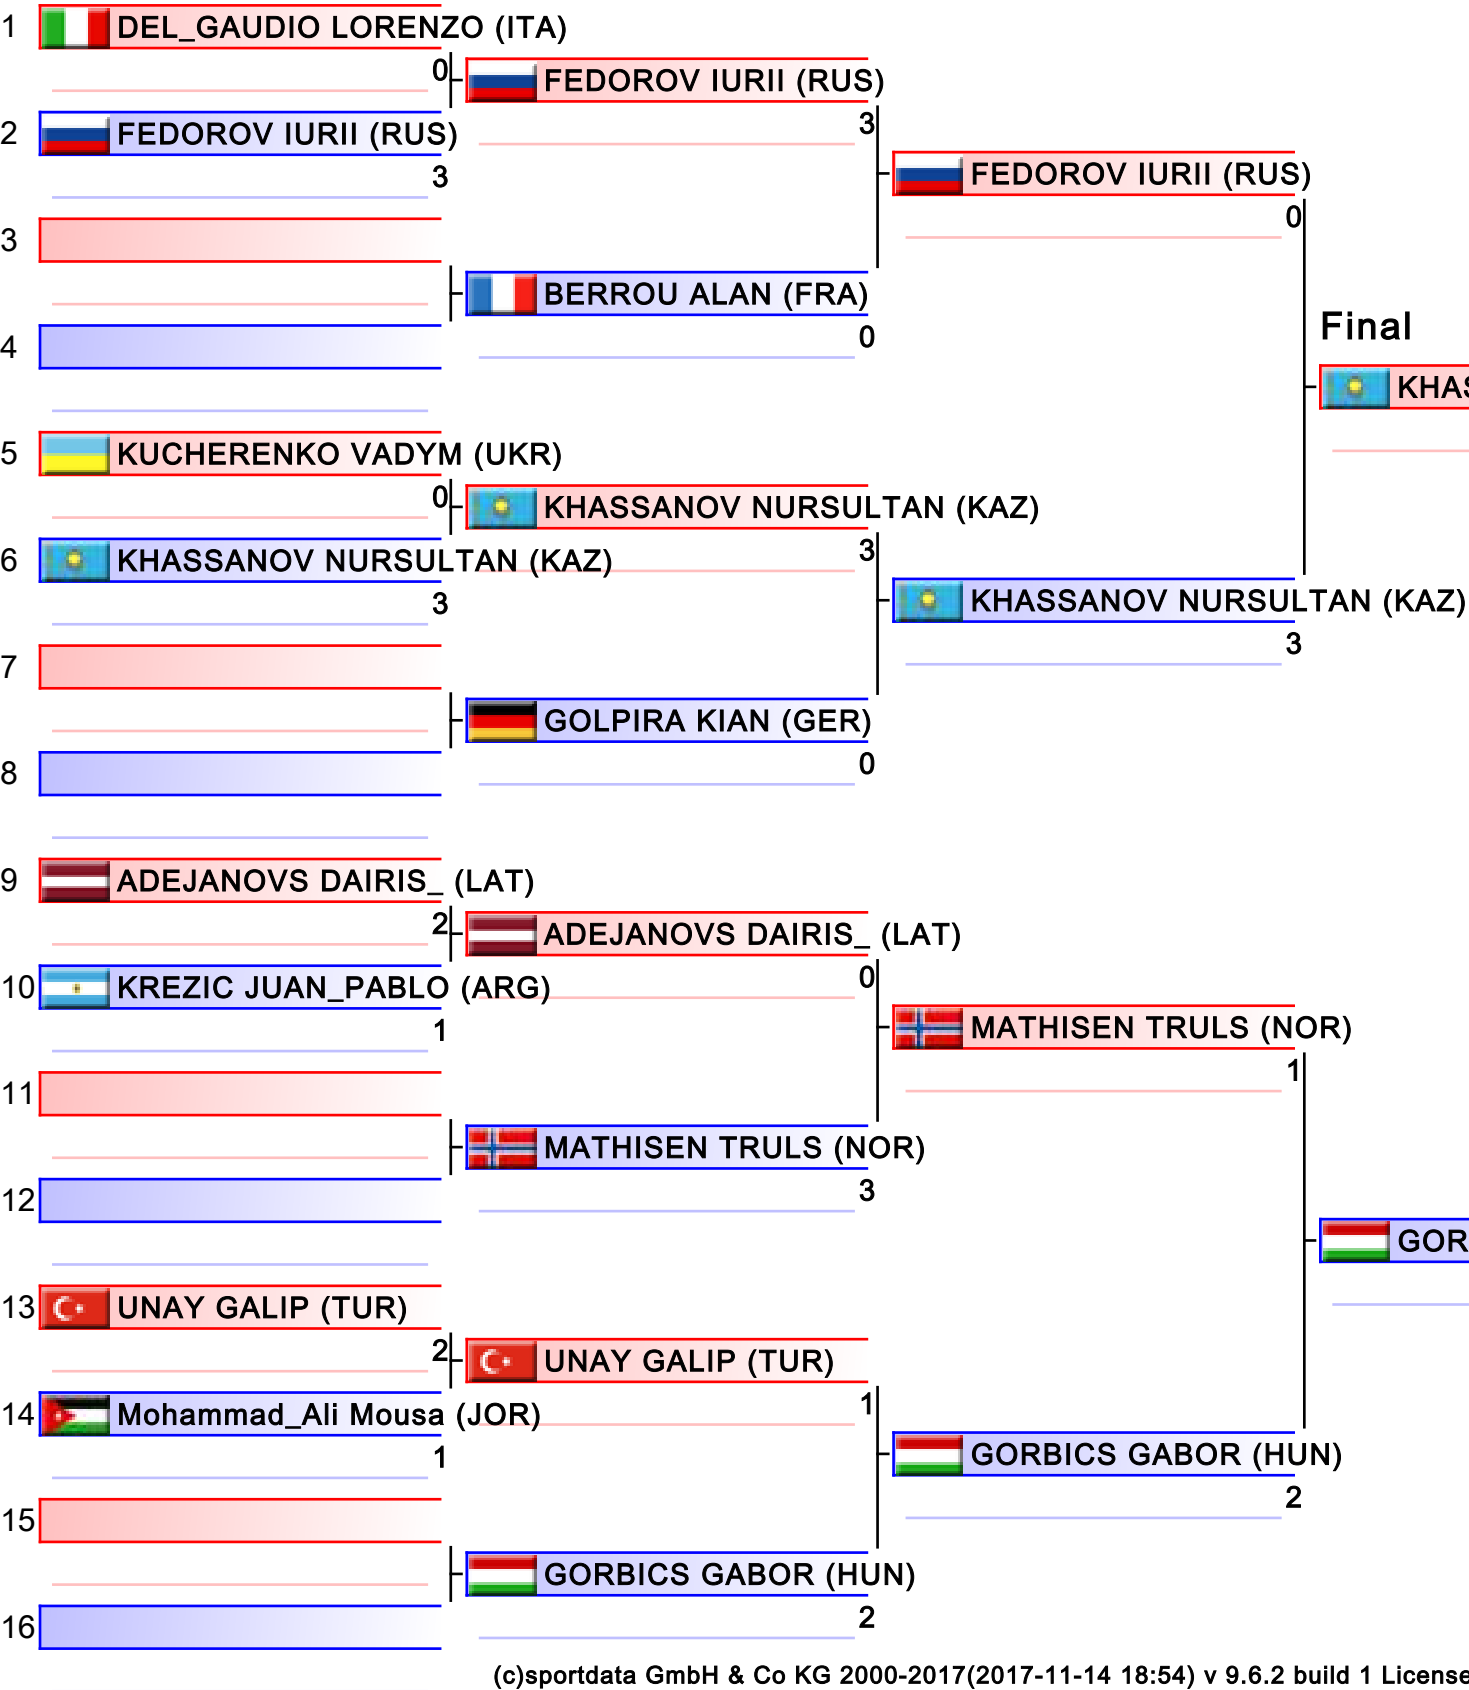 1 DEL_GAUDIO LORENZO (ITA)
0 FEDOROV IURII (RUS)
3
2 FEDOROV IURII (RUS)
3
FEDOROV IURII (RUS)
0
3
BERROU ALAN (FRA)
0
4
Final
KHAS
5 KUCHERENKO VADYM (UKR)
0 KHASSANOV NURSULTAN (KAZ)
3
6 KHASSANOV NURSULTAN (KAZ)
3
KHASSANOV NURSULTAN (KAZ)
3
7
GOLPIRA KIAN (GER)
0
8
9 ADEJANOVS DAIRIS_ (LAT)
2 ADEJANOVS DAIRIS_ (LAT)
0
10 KREZIC JUAN_PABLO (ARG)
1
MATHISEN TRULS (NOR)
1
11
MATHISEN TRULS (NOR)
3
12
GOR
13 UNAY GALIP (TUR)
2 UNAY GALIP (TUR)
1
14 Mohammad_Ali Mousa (JOR)
1
GORBICS GABOR (HUN)
2
15
GORBICS GABOR (HUN)
2
16
(c)sportdata GmbH & Co KG 2000-2017(2017-11-14 18:54) v 9.6.2 build 1 License